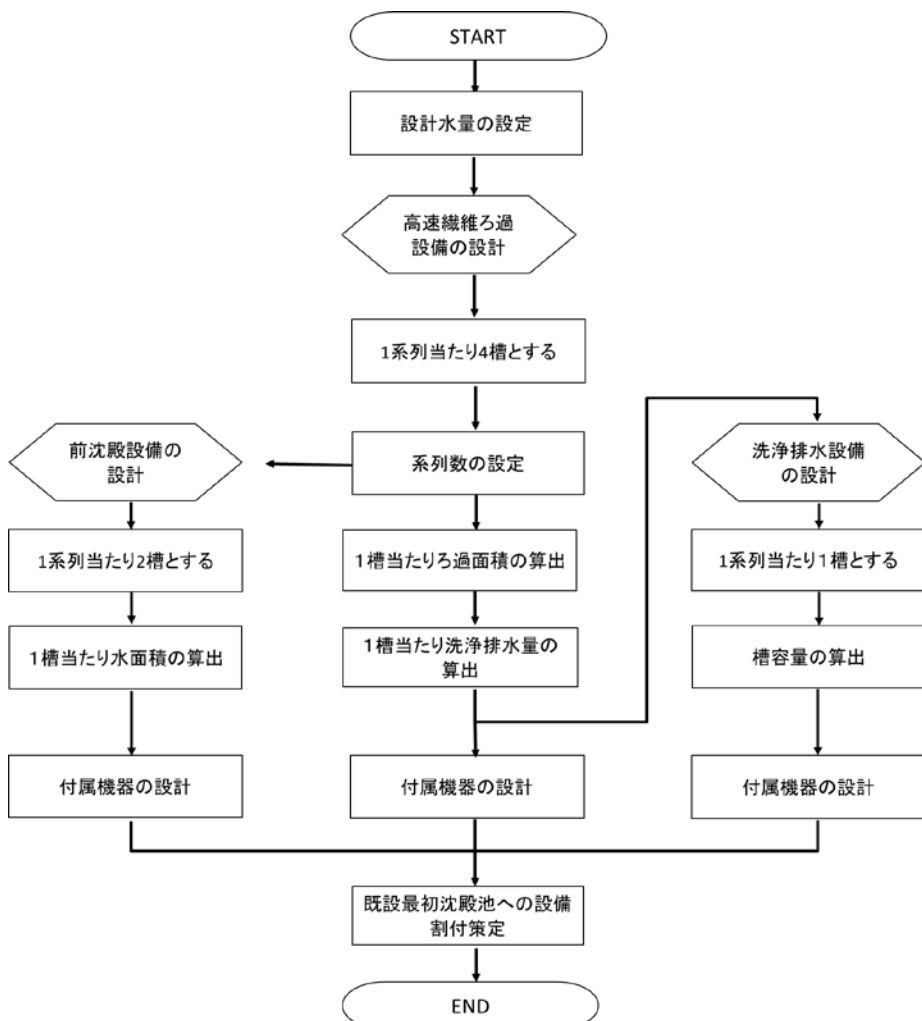 START
設計水量の設定
高速繊維ろ過
設備の設計
1系列当たり4槽とする
系列数の設定
前沈殿設備の
設計
洗浄排水設備
の設計
1系列当たり2槽とする
1槽当たりろ過面積の算出
1系列当たり1槽とする
1槽当たり水面積の算出
1槽当たり洗浄排水量の
算出
槽容量の算出
付属機器の設計
付属機器の設計
付属機器の設計
既設最初沈殿池への設備
割付策定
END